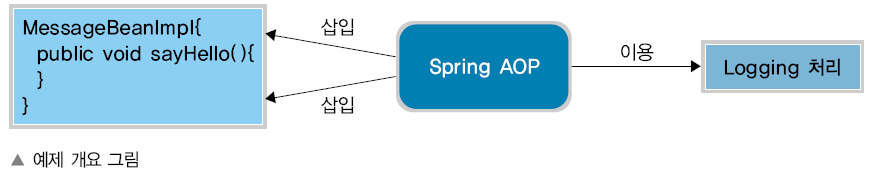 MessageBeanImpl{
public void sayHello(){
}
}
삽입
삽입
Spring AOP
이용
Logging 처리
▲ 예제 개요 그림